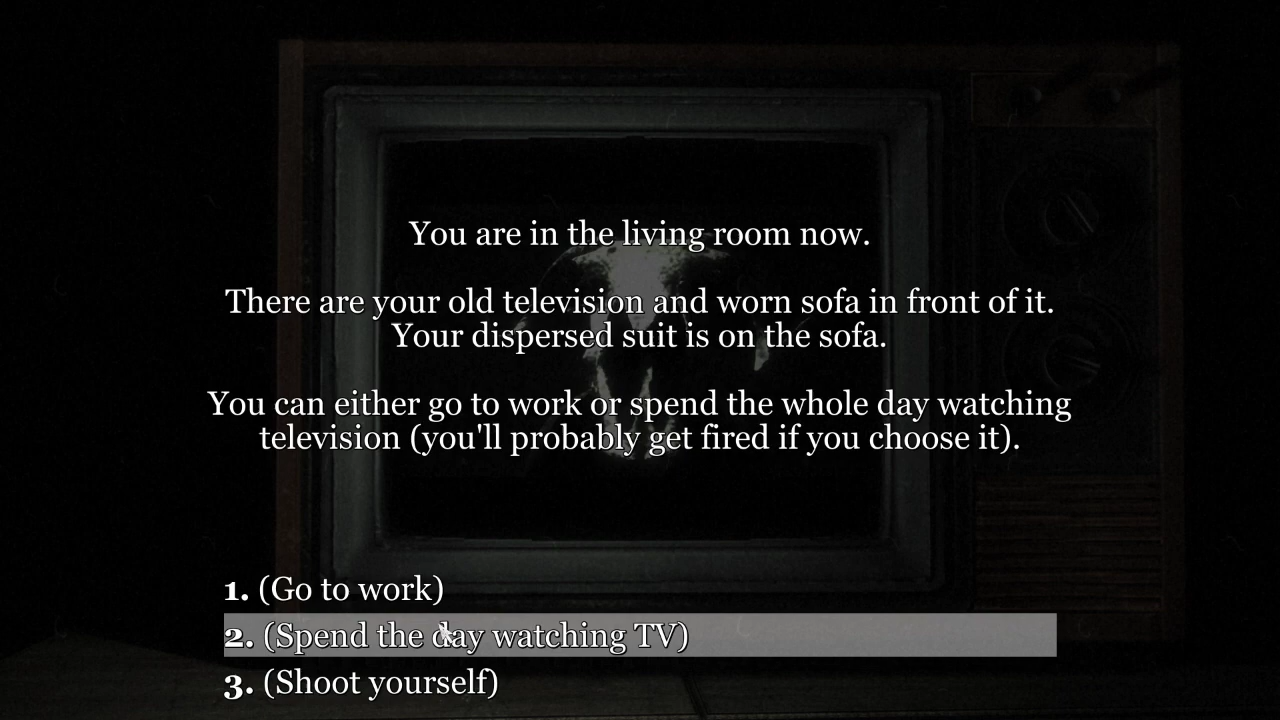 You are in the living room now.
There are your old television and worn sofa in front of it.
Your dispersed suit is on the sofa.
You can either go to work or spend the whole day watching
television (you'll probably get fired if you choose it).
1. (Go to work)
2. (Spend the day watching TV)
3. (Shoot yourself)